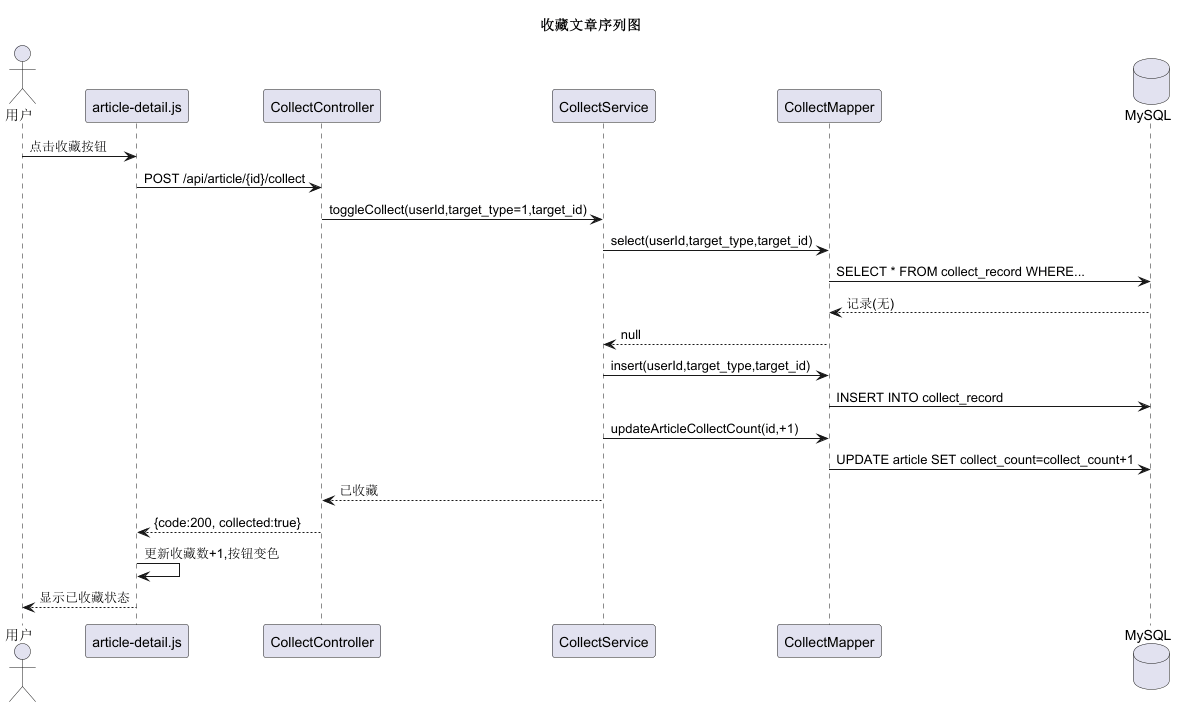 收藏文章序列图
用户
article-detail.js
CollectController
CollectService
CollectMapper
MySQL
点击收藏按钮
POST /api/article/{id}/collect
toggleCollect(userId,target_type=1,target_id)
select(userId,target_type,target_id)
SELECT * FROM collect_record WHERE...
记录(无)
null
insert(userId,target_type,target_id)
INSERT INTO collect_record
updateArticleCollectCount(id,+1)
UPDATE article SET collect_count=collect_count+1
已收藏
{code:200, collected:true}
更新收藏数+1,按钮变色
显示已收藏状态
用户
article-detail.js
CollectController
CollectService
CollectMapper
MySQL